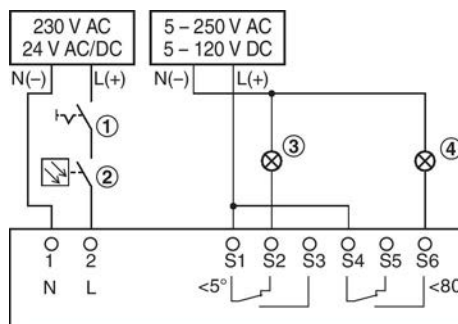 230 V AC
24 V AC/DC
5 – 250 V AC
5 – 120 V DC
N(–) L(+)
N(–) L(+)
1
2
3
4
1 2 S1 S2 S3 S4 S5 S6
N L <5° <80